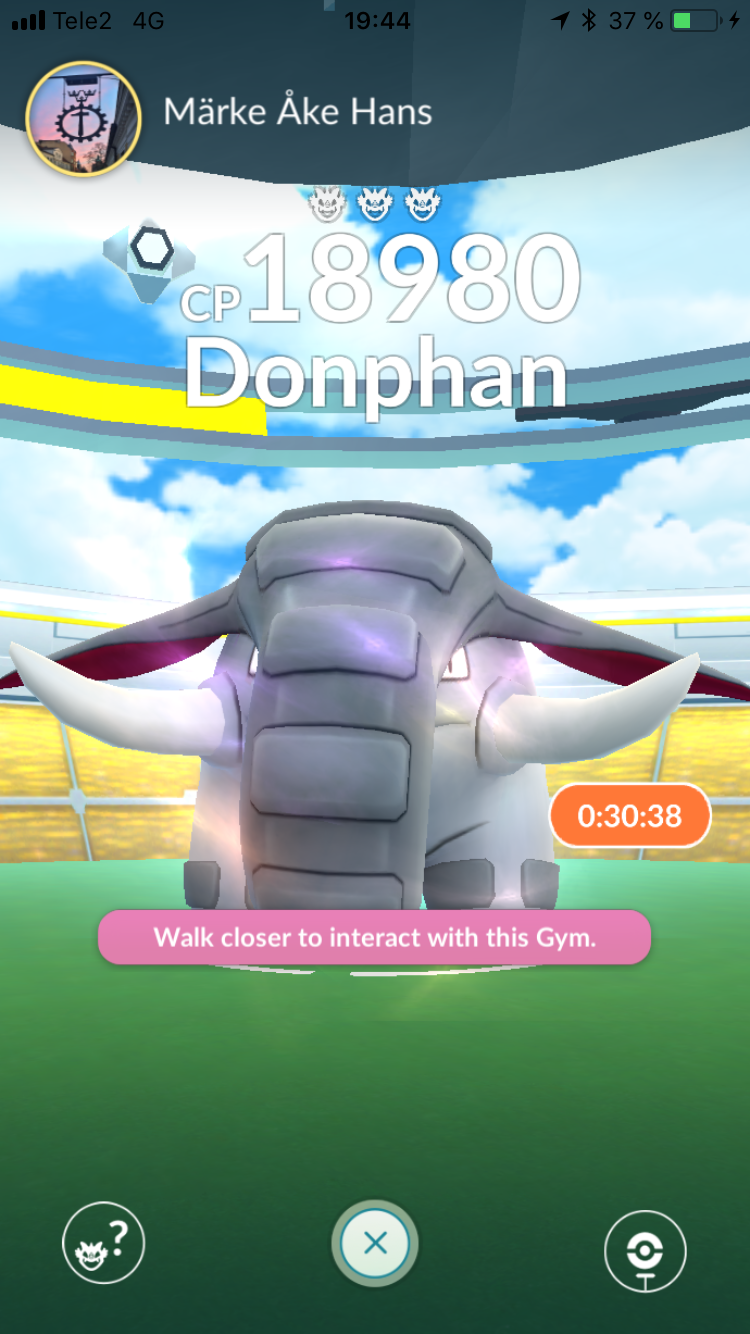 Tele2 4G 19:44 37 %
Märke Åke Hans
CP18980
Donphan
0:30:38
Walk closer to interact with this Gym.
?